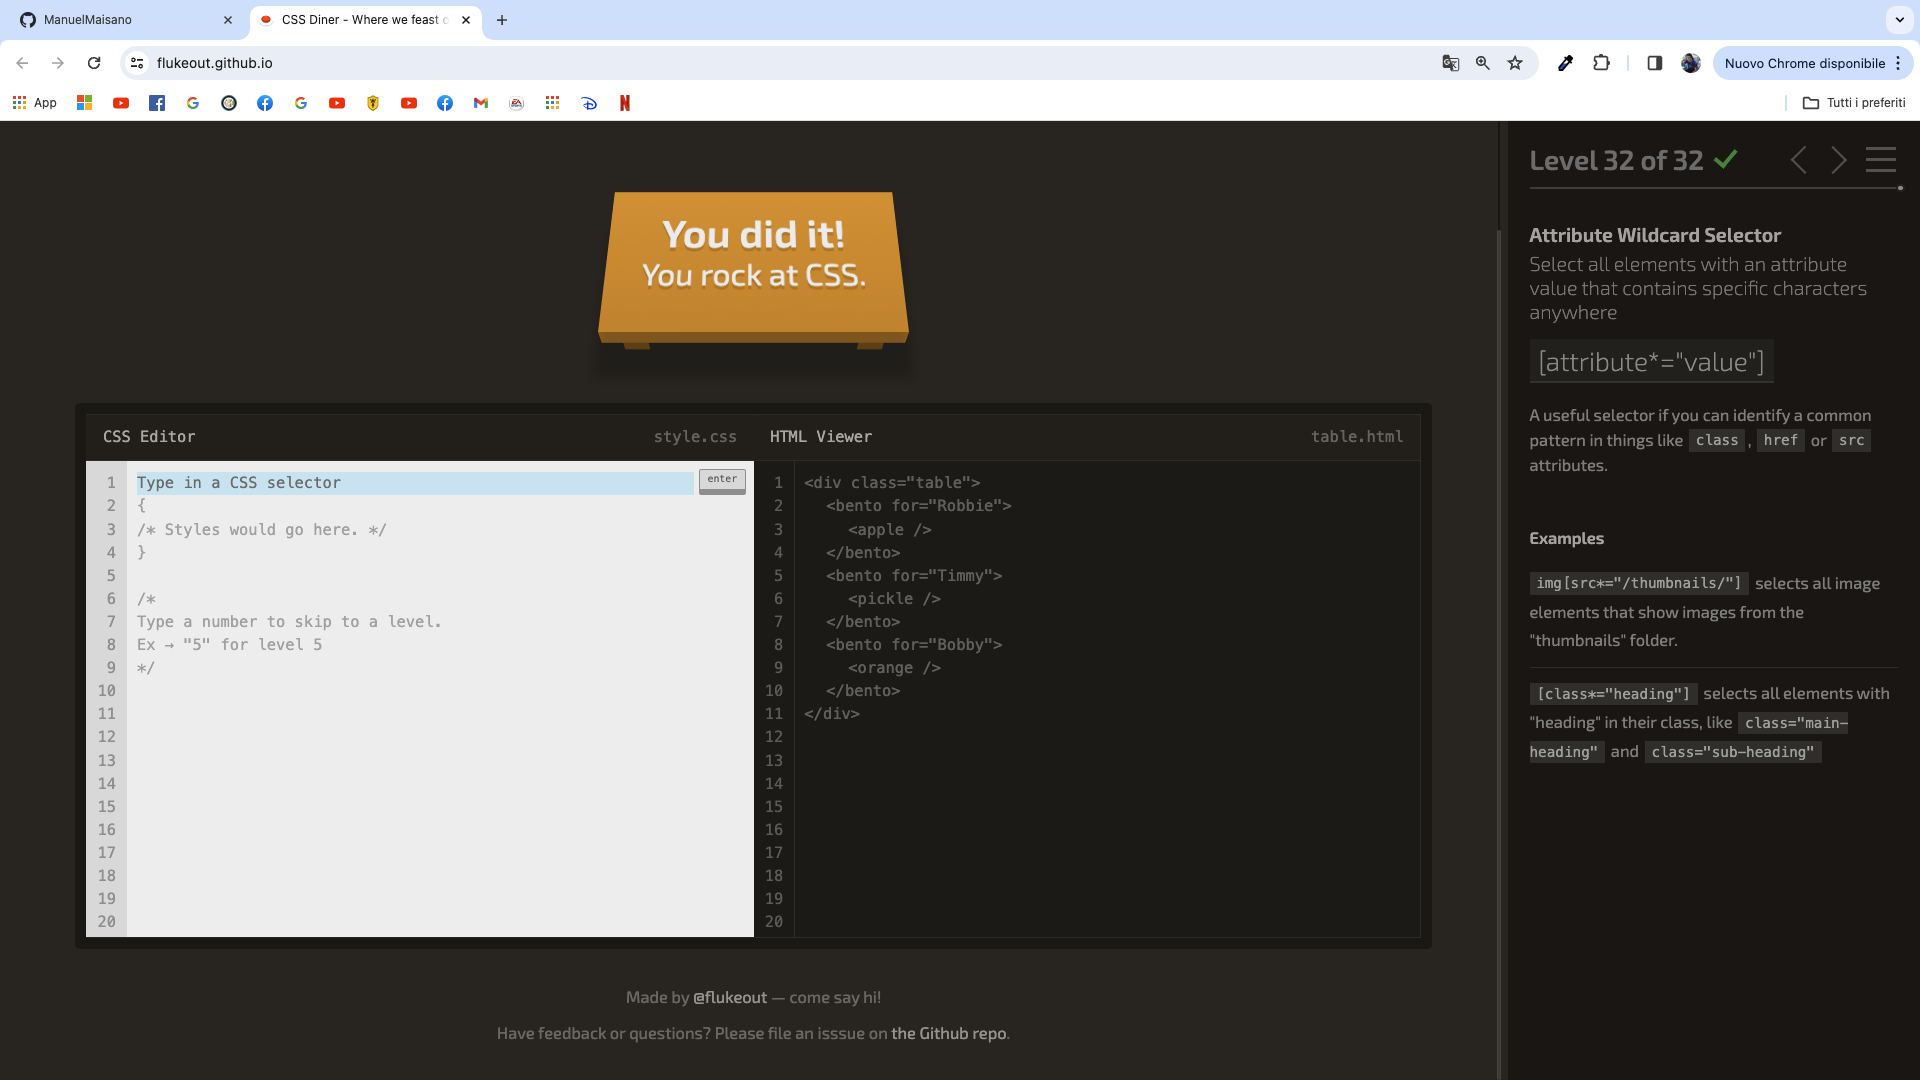 ManuelMaisano
CSS Diner - Where we feast o
flukeout.github.io
Nuovo Chrome disponibile
App
Tutti i preferiti
You did it!
You rock at CSS.
CSS Editor
style.css
HTML Viewer
table.html
1 Type in a CSS selector
enter
2 {
3 /* Styles would go here. */
4 }
5
6 /*
7 Type a number to skip to a level.
8 Ex → "5" for level 5
9 */
10
11
12
13
14
15
16
17
18
19
20
1 <div class="table">
2 <bento for="Robbie">
3 <apple />
4 </bento>
5 <bento for="Timmy">
6 <pickle />
7 </bento>
8 <bento for="Bobby">
9 <orange />
10 </bento>
11 </div>
12
13
14
15
16
17
18
19
20
Made by @flukeout — come say hi!
Have feedback or questions? Please file an isssue on the Github repo.
Level 32 of 32
Attribute Wildcard Selector
Select all elements with an attribute
value that contains specific characters
anywhere
[attribute*="value"]
A useful selector if you can identify a common
pattern in things like class , href or src
attributes.
Examples
img[src*="/thumbnails/"] selects all image
elements that show images from the
"thumbnails" folder.
[class*="heading"] selects all elements with
"heading" in their class, like class="main-
heading" and class="sub-heading"